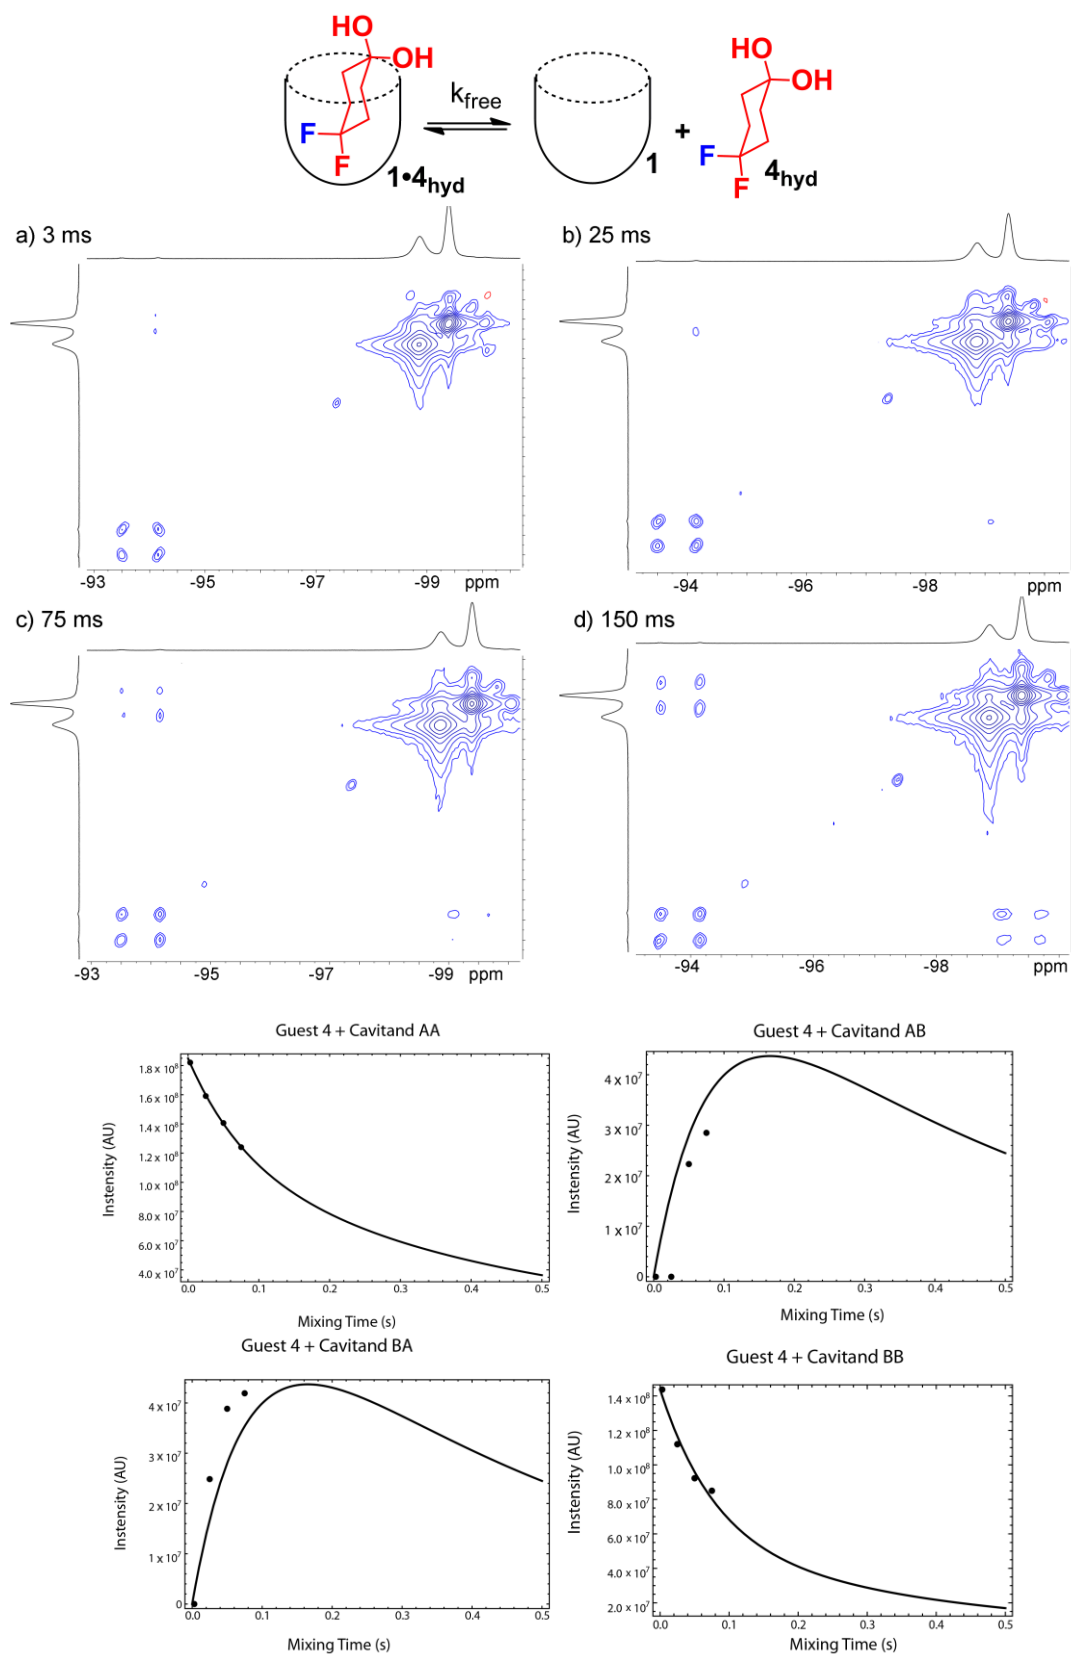 HO
OH
F
F
1•4hyd
kfree
1
+
HO
OH
F
F
4hyd
a) 3 ms
b) 25 ms
-93 -95 -97 -99 ppm
-94 -96 -98 ppm
c) 75 ms
d) 150 ms
-93 -95 -97 -99 ppm
-94 -96 -98 ppm
Guest 4 + Cavitand AA
Instensity (AU)
1.8 x 10⁸
1.6 x 10⁸
1.4 x 10⁸
1.2 x 10⁸
1.0 x 10⁸
8.0 x 10⁷
6.0 x 10⁷
4.0 x 10⁷
0.0 0.1 0.2 0.3 0.4 0.5
Mixing Time (s)
Guest 4 + Cavitand AB
Instensity (AU)
4 x 10⁷
3 x 10⁷
2 x 10⁷
1 x 10⁷
0
0.0 0.1 0.2 0.3 0.4 0.5
Mixing Time (s)
Guest 4 + Cavitand BA
Instensity (AU)
4 x 10⁷
3 x 10⁷
2 x 10⁷
1 x 10⁷
0
0.0 0.1 0.2 0.3 0.4 0.5
Mixing Time (s)
Guest 4 + Cavitand BB
Instensity (AU)
1.4 x 10⁸
1.2 x 10⁸
1.0 x 10⁸
8.0 x 10⁷
6.0 x 10⁷
4.0 x 10⁷
2.0 x 10⁷
0.0 0.1 0.2 0.3 0.4 0.5
Mixing Time (s)